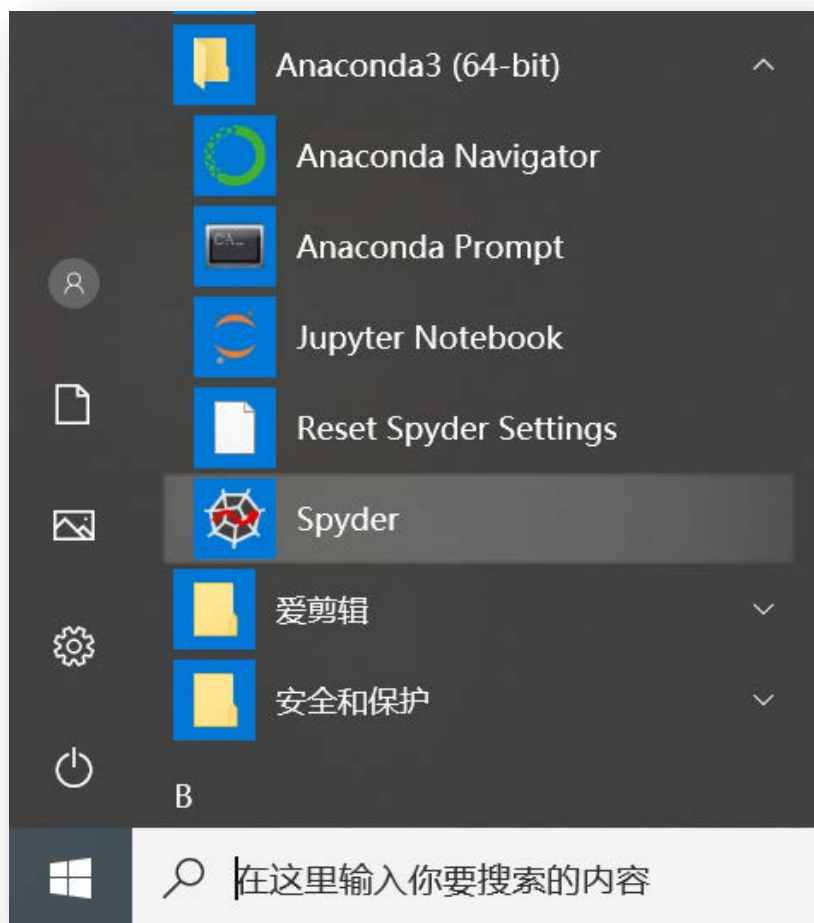 Anaconda3 (64-bit)
Anaconda Navigator
Anaconda Prompt
Jupyter Notebook
Reset Spyder Settings
Spyder
爱剪辑
安全和保护
B
在这里输入你要搜索的内容